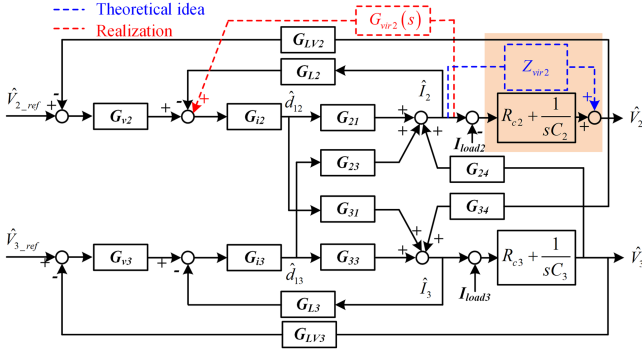 Theoretical idea
Realization
G_vir2(s)
G_LV2
G_L2
Z_vir2
V̂_2_ref
+
-
G_v2
+
-
+
G_i2
d̂_12
G_21
+
+
+
Î_2
I_load2
-
R_c2 + 1/sC_2
+
+
V̂_2
G_23
G_24
G_31
G_34
V̂_3_ref
+
-
G_v3
+
-
G_i3
d̂_13
G_33
+
+
+
Î_3
I_load3
-
R_c3 + 1/sC_3
V̂_3
G_L3
G_LV3